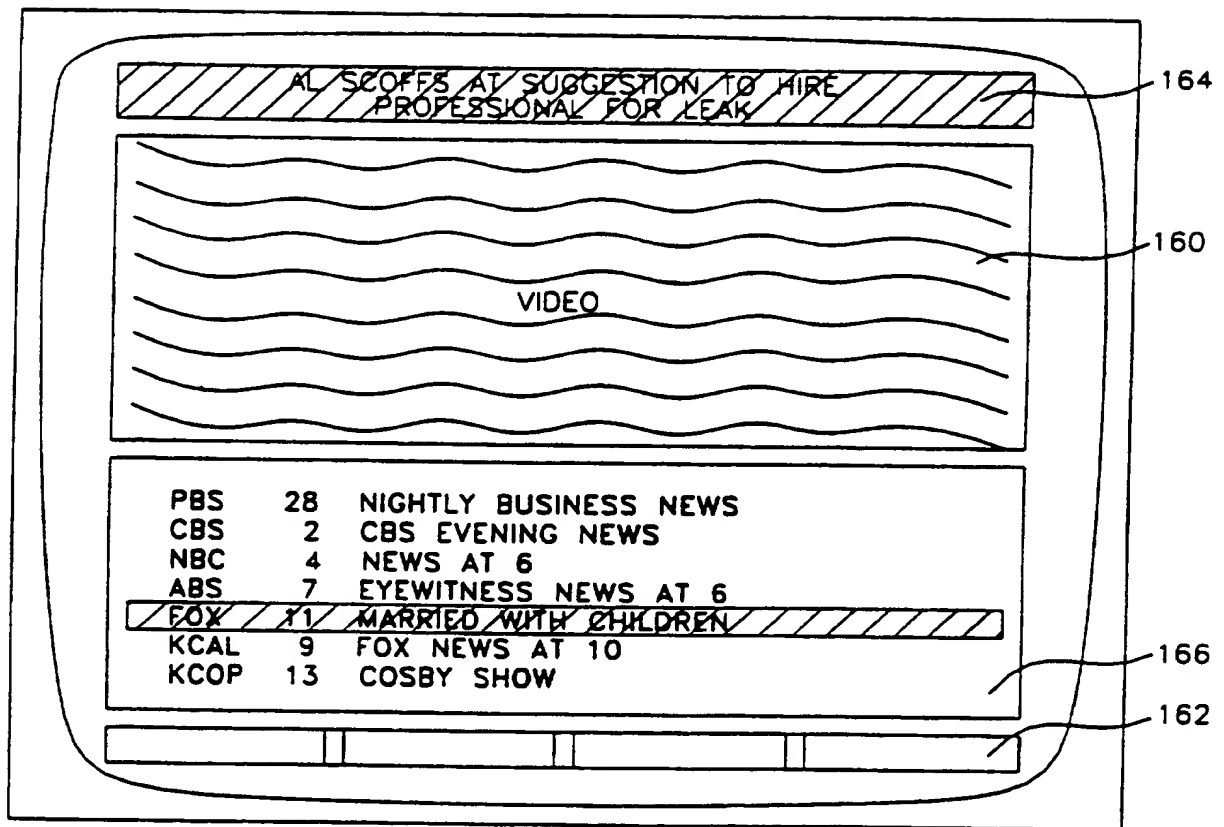 AL SCOFFS AT SUGGESTION TO HIRE
PROFESSIONAL FOR LEAK
164
160
VIDEO
PBS 28 NIGHTLY BUSINESS NEWS
CBS 2 CBS EVENING NEWS
NBC 4 NEWS AT 6
ABS 7 EYEWITNESS NEWS AT 6
FOX 11 MARRIED WITH CHILDREN
KCAL 9 FOX NEWS AT 10
KCOP 13 COSBY SHOW
166
162